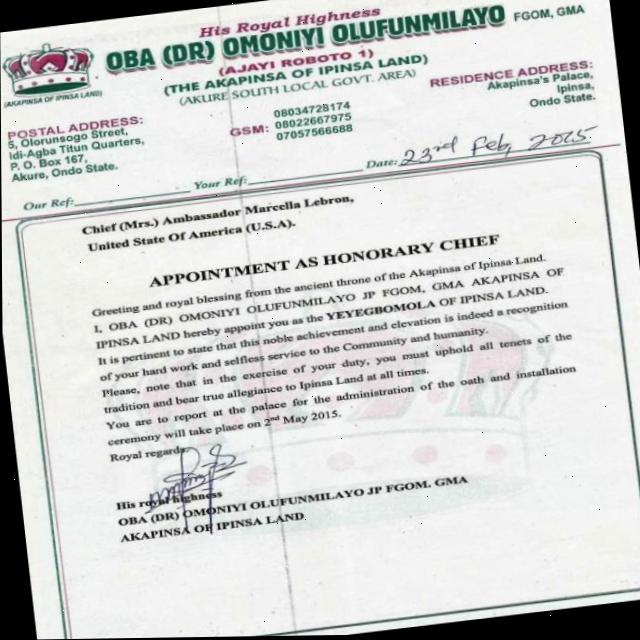 His Royal Highness
OBA (DR) OMONIYI OLUFUNMILAYO FGOM, GMA
(AJAYI ROBOTO 1)
(THE AKAPINSA OF IPINSA LAND)
(AKURE SOUTH LOCAL GOVT. AREA)
(AKAPINSA OF IPINSA LAND)
POSTAL ADDRESS:
5, Olorunsogo Street,
Idi-Agba Titun Quarters,
P. O. Box 167,
Akure, Ondo State.
GSM: 08034728174
08022667975
07057566688
RESIDENCE ADDRESS:
Akapinsa's Palace,
Ipinsa,
Ondo State.
Our Ref: Your Ref: Date: 23rd Feb, 2015
Chief (Mrs.) Ambassador Marcella Lebron,
United State Of America (U.S.A).
APPOINTMENT AS HONORARY CHIEF
Greeting and royal blessing from the ancient throne of the Akapinsa of Ipinsa Land.
I, OBA (DR) OMONIYI OLUFUNMILAYO JP FGOM, GMA AKAPINSA OF
IPINSA LAND hereby appoint you as the YEYEGBOMOLA OF IPINSA LAND.
It is pertinent to state that this noble achievement and elevation is indeed a recognition
of your hard work and selfless service to the Community and humanity.
Please, note that in the exercise of your duty, you must uphold all tenets of the
tradition and bear true allegiance to Ipinsa Land at all times.
You are to report at the palace for the administration of the oath and installation
ceremony will take place on 2nd May 2015.
Royal regards
His royal highness
OBA (DR) OMONIYI OLUFUNMILAYO JP FGOM. GMA
AKAPINSA OF IPINSA LAND